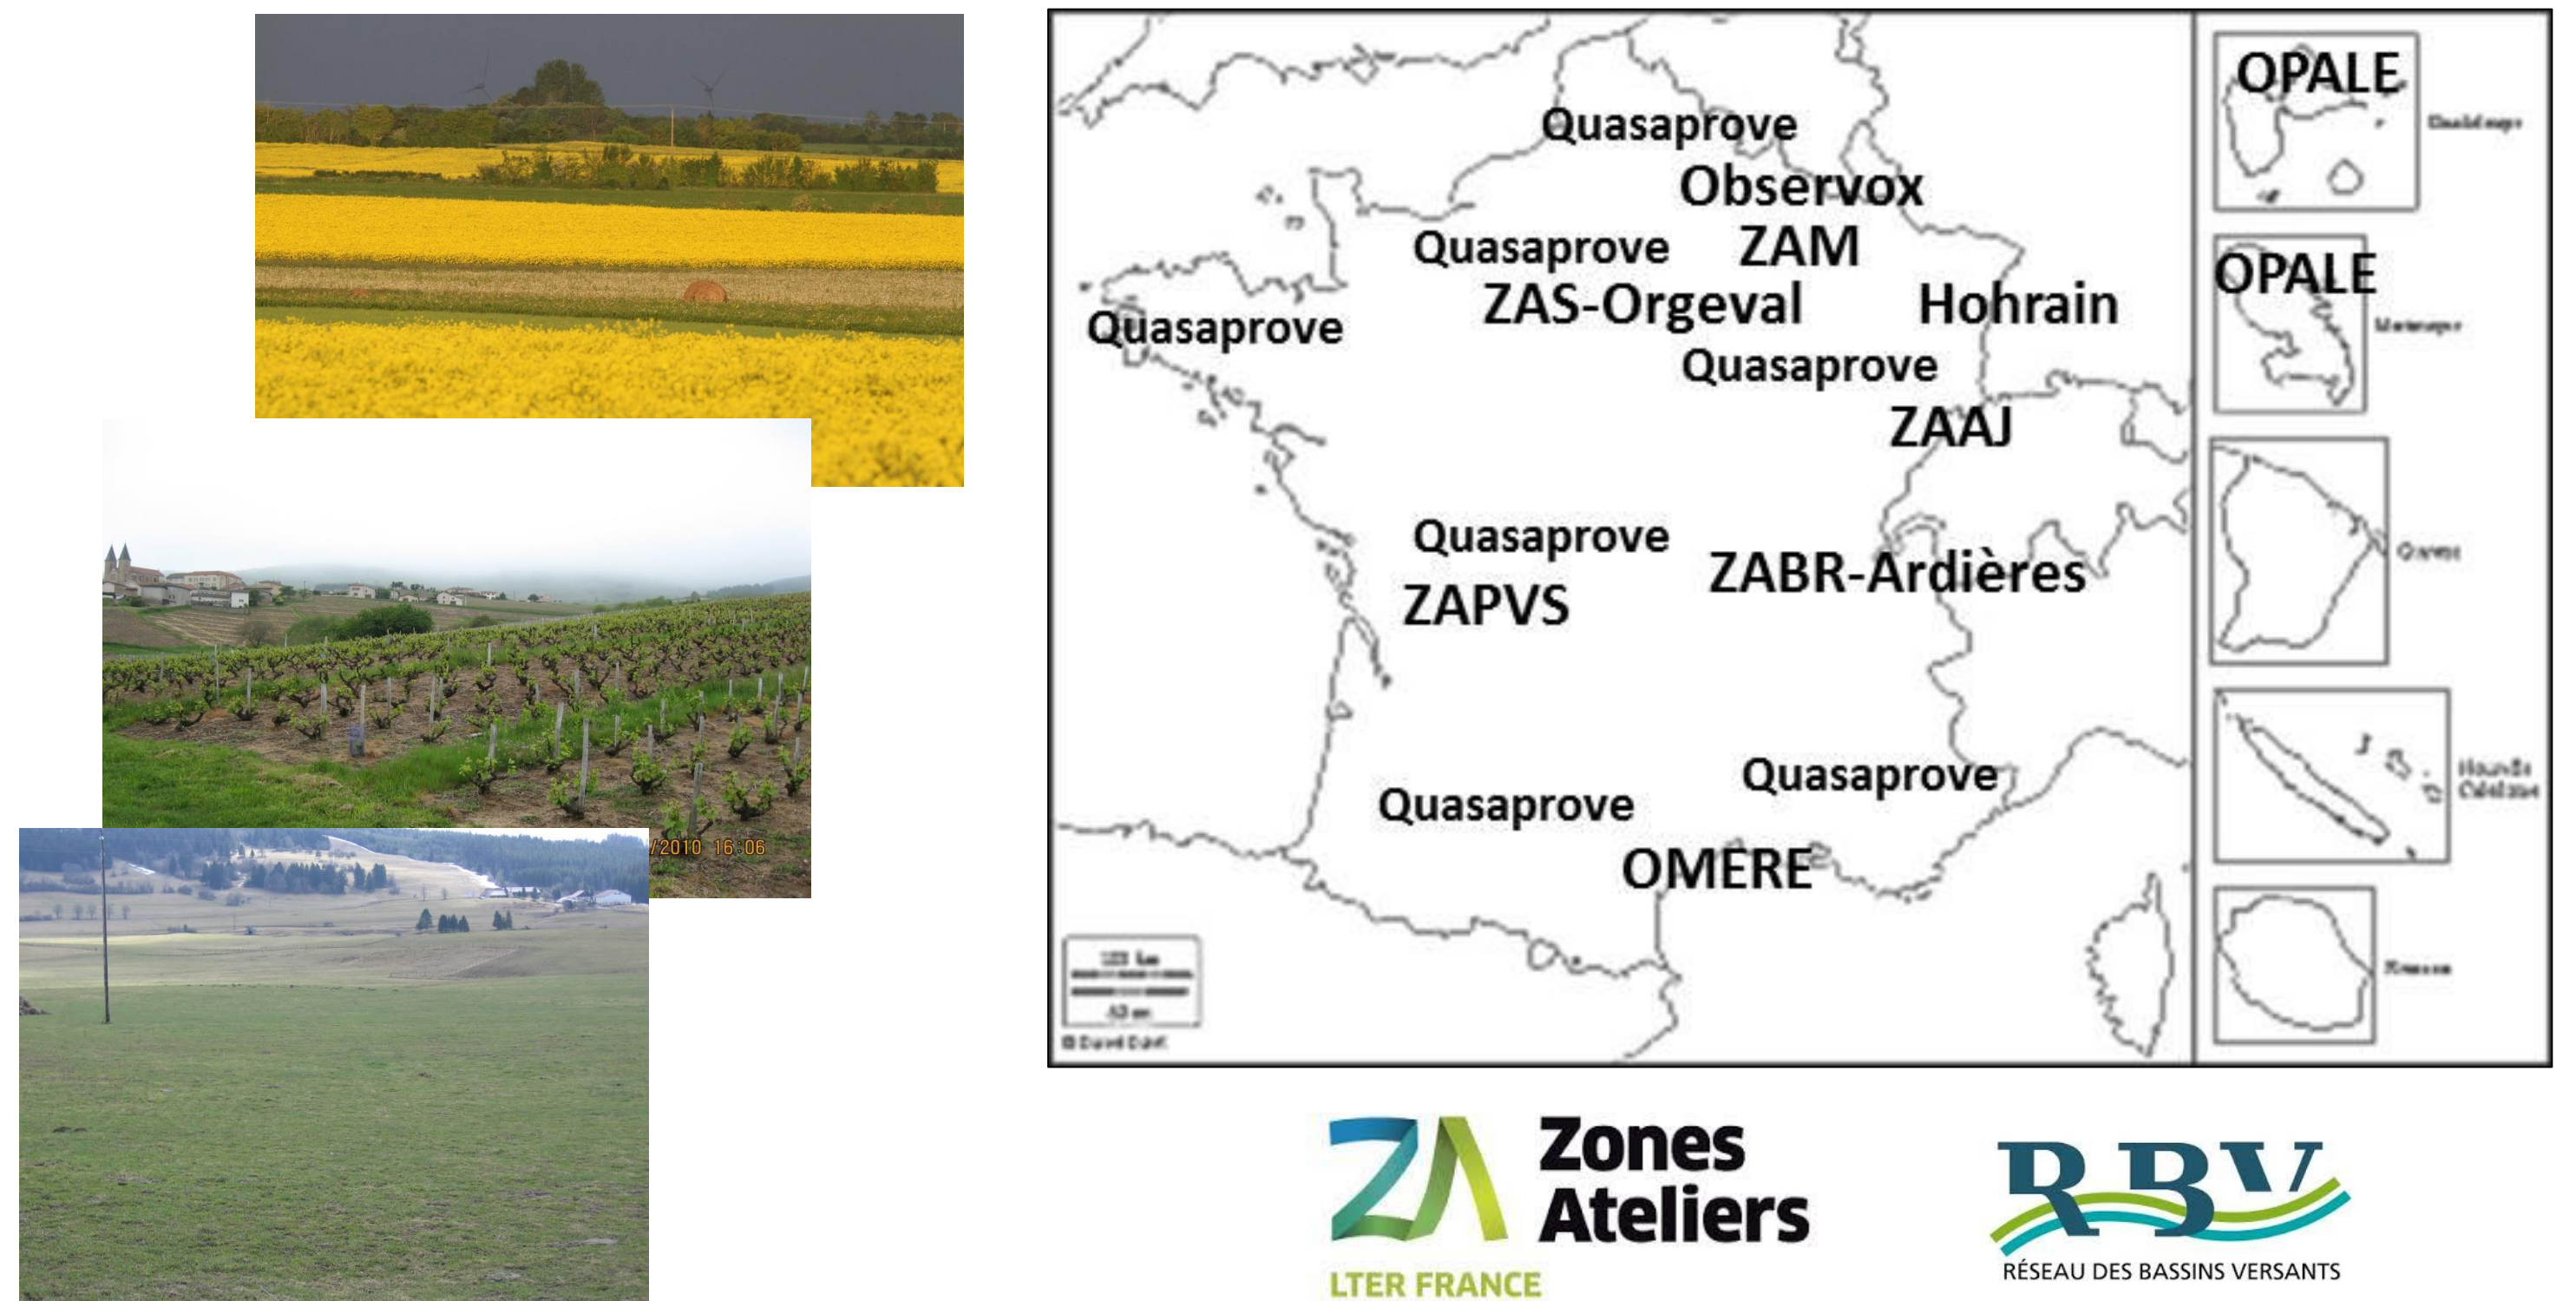 /2010 16:06
Quasaprove
Observox
Quasaprove
ZAM
ZAS-Orgeval
Hohrain
Quasaprove
Quasaprove
ZAAJ
Quasaprove
ZABR-Ardières
ZAPVS
Quasaprove
Quasaprove
OMERE
OPALE
OPALE
Zones
Ateliers
LTER FRANCE
RBV
RÉSEAU DES BASSINS VERSANTS